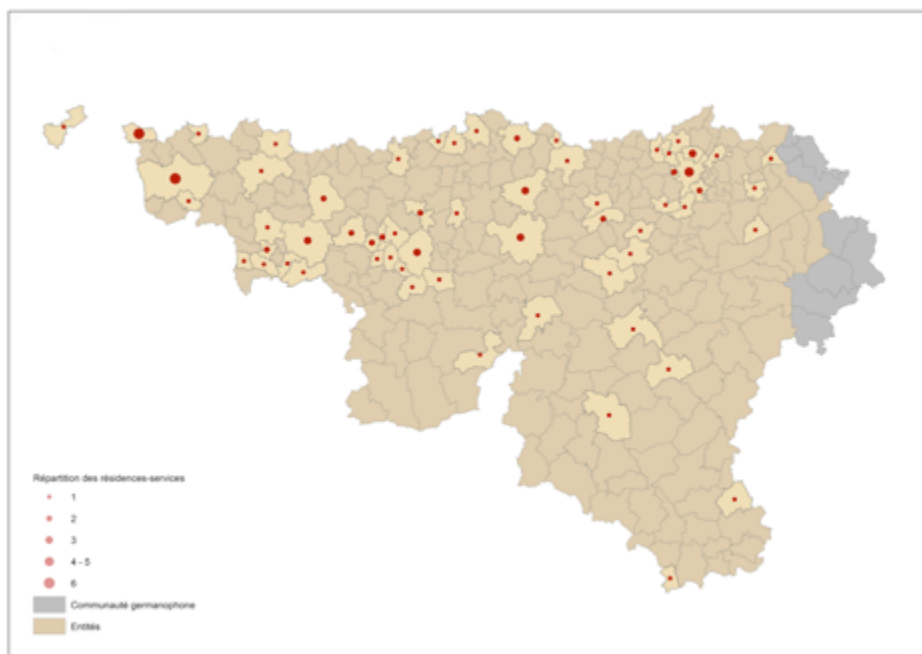 Répartition des résidences-services
1
2
3
4 - 5
6
Communauté germanophone
Entités